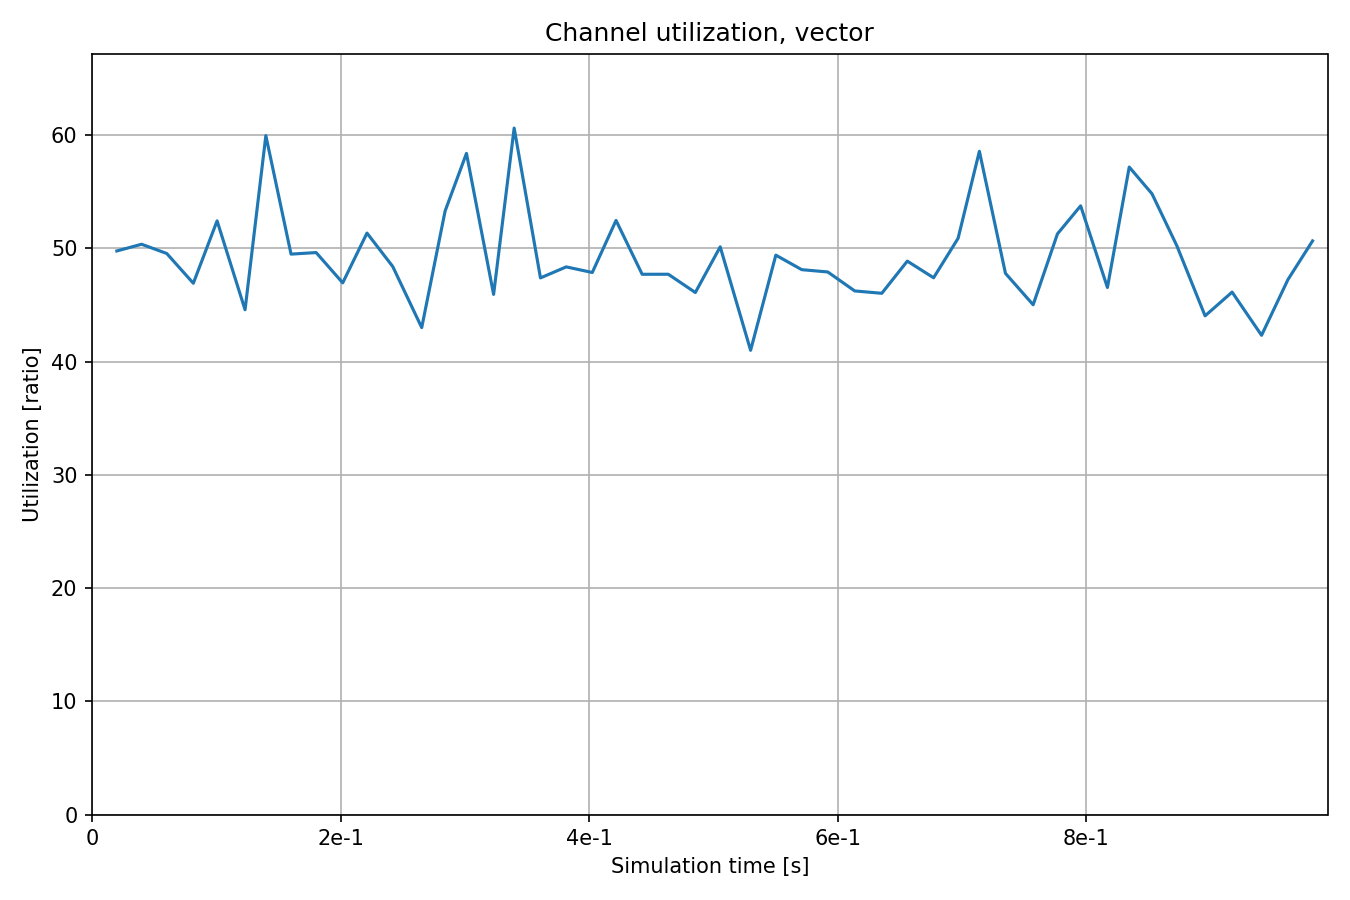 Channel utilization, vector
Utilization [ratio]
60
50
40
30
20
10
0
0 2e-1 4e-1 6e-1 8e-1
Simulation time [s]